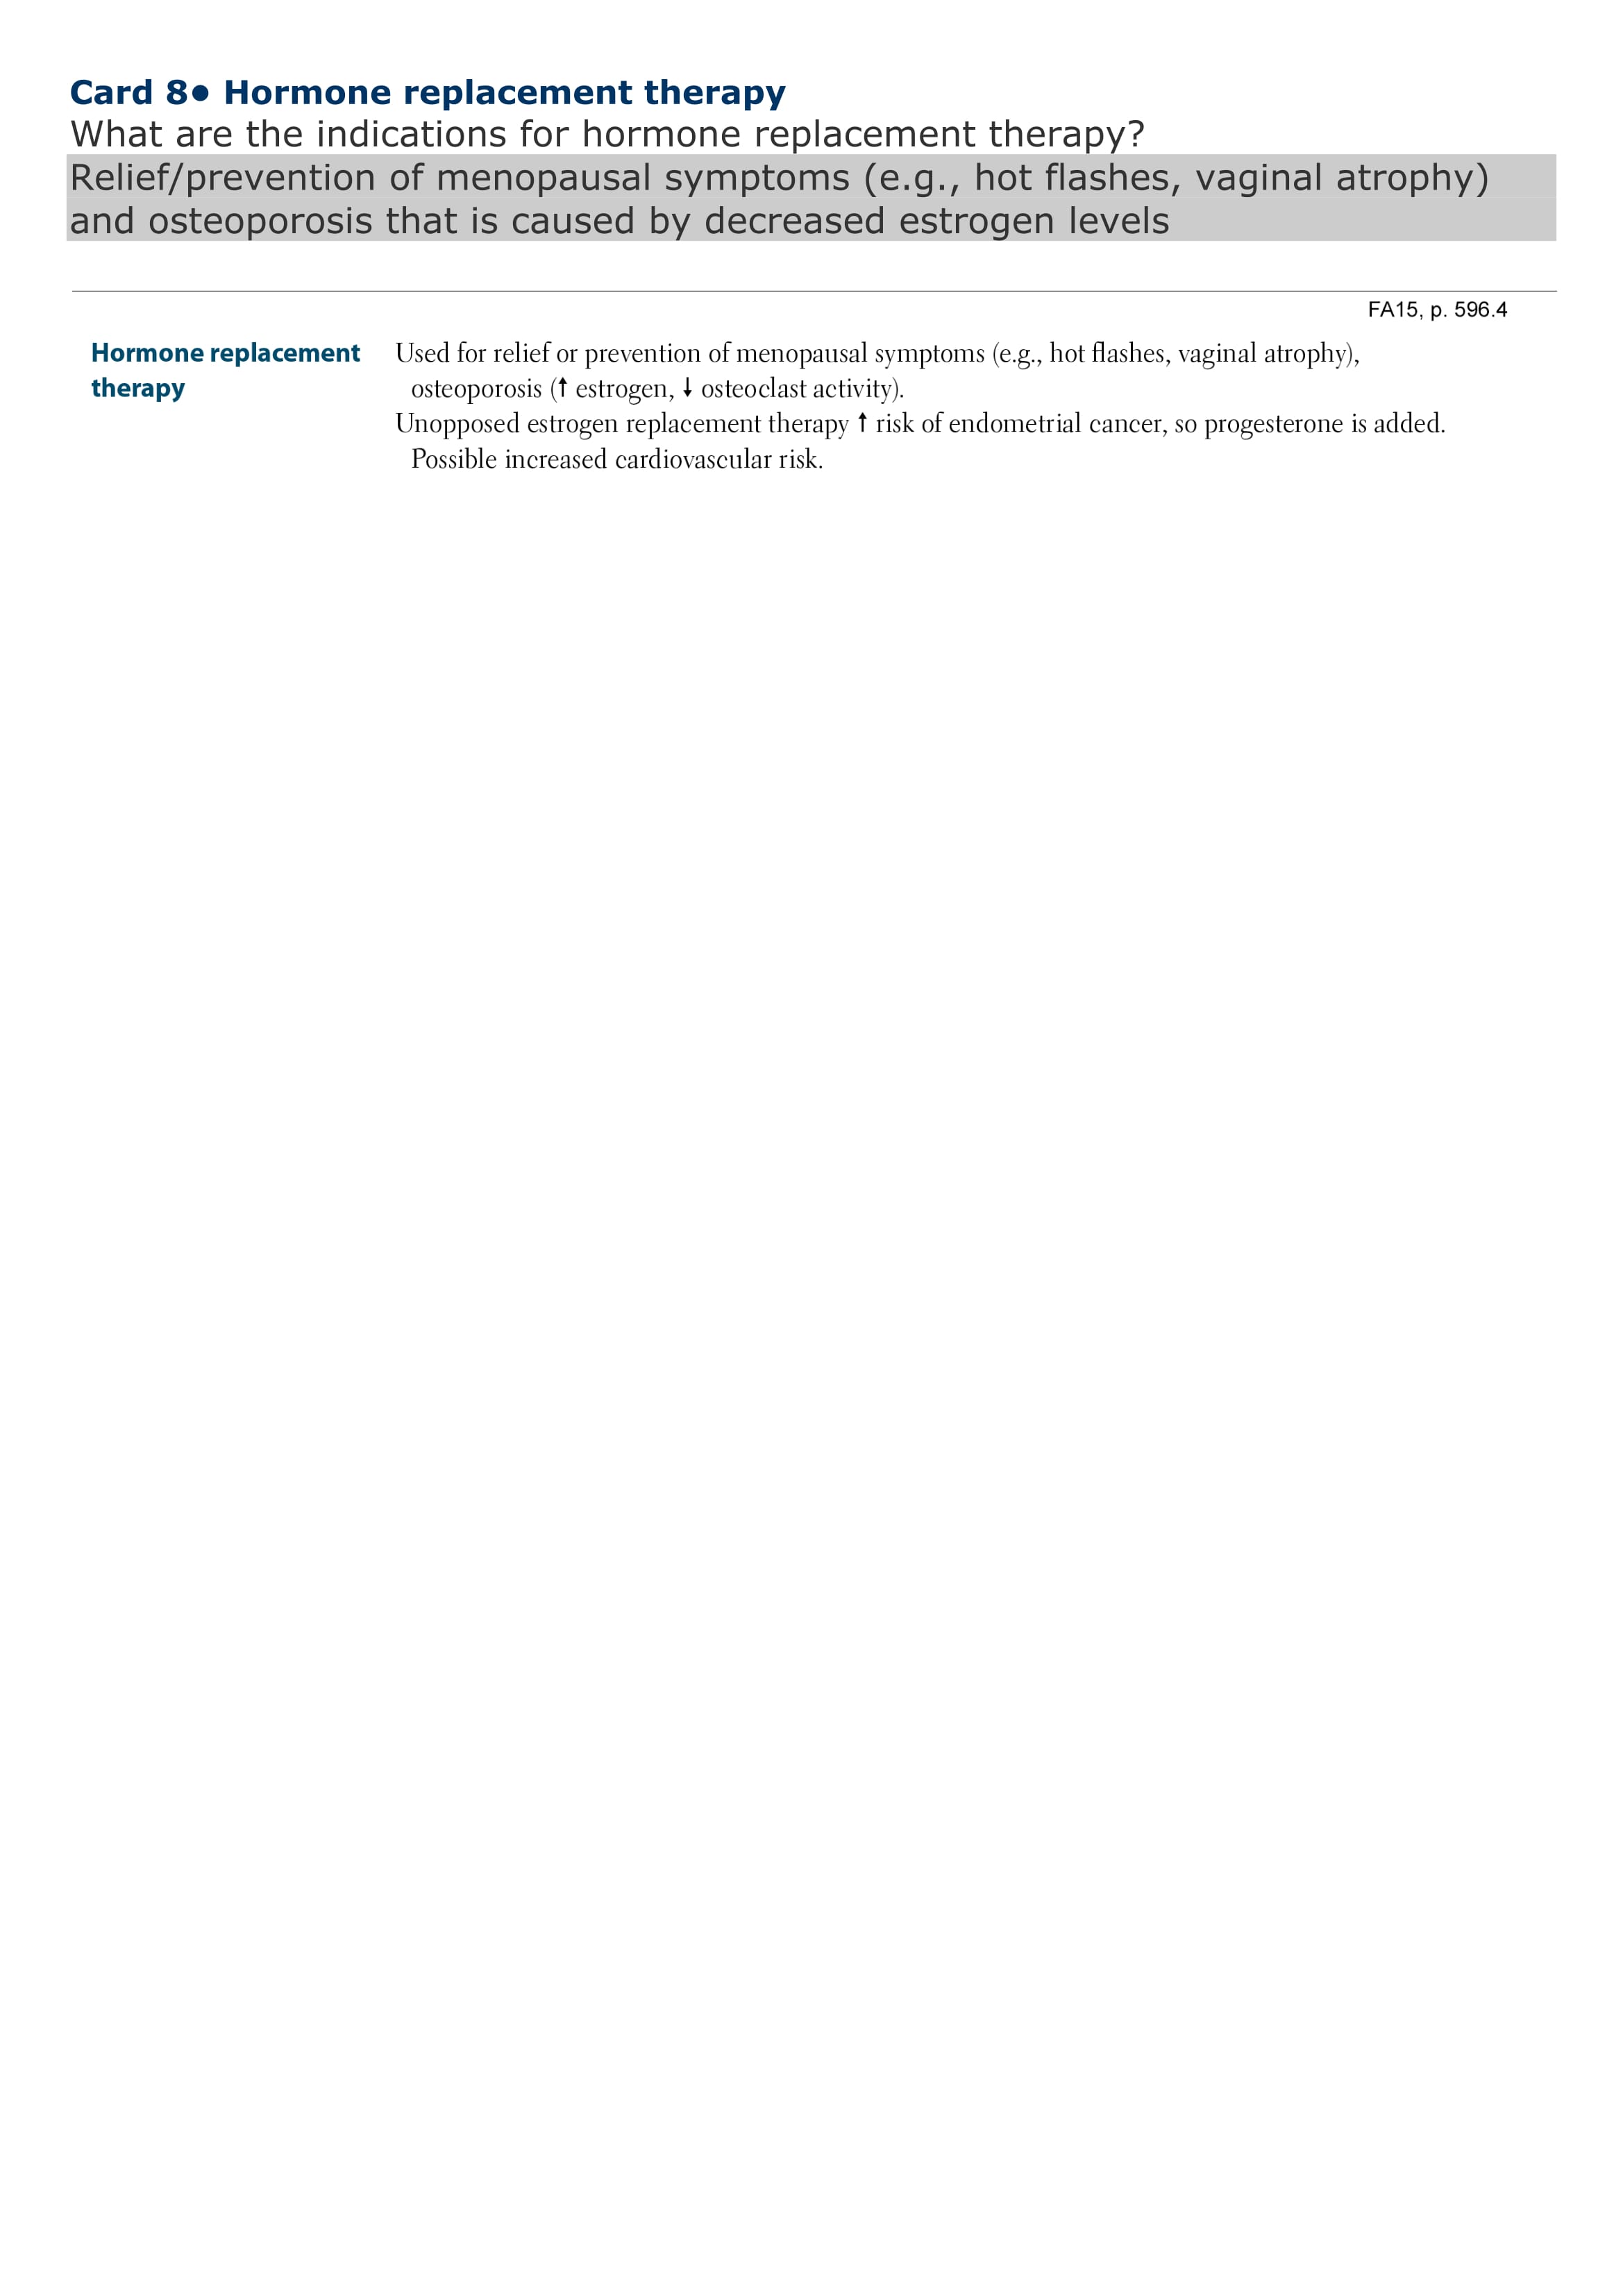 Card 8● Hormone replacement therapy
What are the indications for hormone replacement therapy?
Relief/prevention of menopausal symptoms (e.g., hot flashes, vaginal atrophy)
and osteoporosis that is caused by decreased estrogen levels
FA15, p. 596.4
Hormone replacement
therapy
Used for relief or prevention of menopausal symptoms (e.g., hot flashes, vaginal atrophy),
osteoporosis (↑ estrogen, ↓ osteoclast activity).
Unopposed estrogen replacement therapy ↑ risk of endometrial cancer, so progesterone is added.
Possible increased cardiovascular risk.